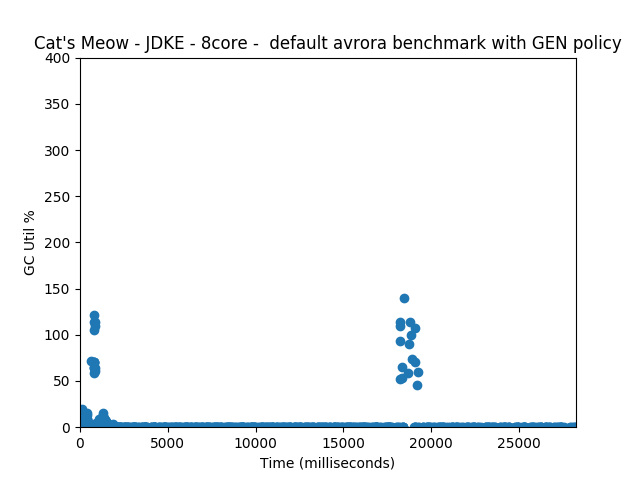 Cat's Meow - JDKE - 8core -  default avrora benchmark with GEN policy
400
350
300
250
200
150
100
50
0
GC Util %
0 5000 10000 15000 20000 25000
Time (milliseconds)